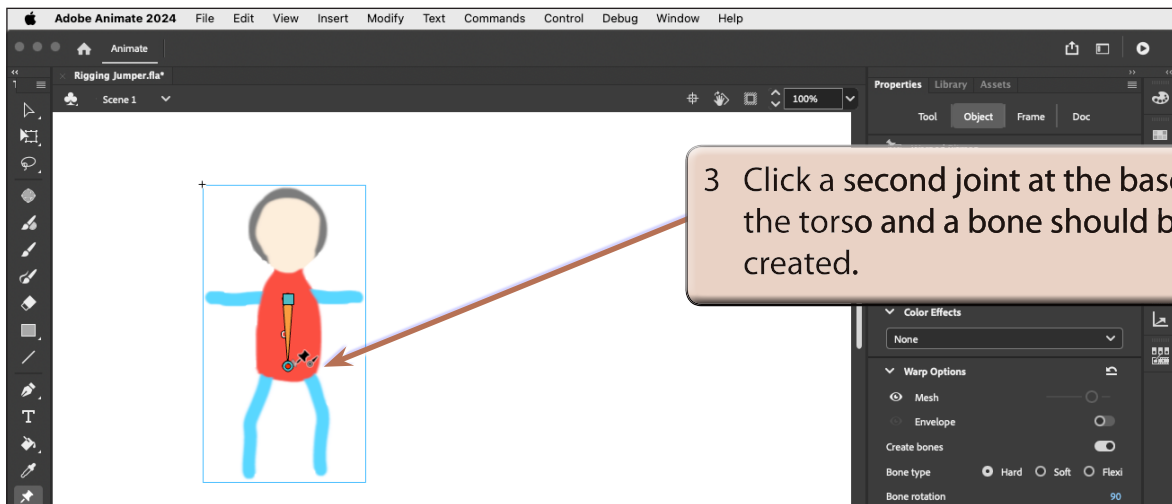 Adobe Animate 2024 File Edit View Insert Modify Text Commands Control Debug Window Help
Animate
Rigging Jumper.fla*
Scene 1
100%
Properties Library Assets
Tool Object Frame Doc
3 Click a second joint at the base
the torso and a bone should b
created.
Color Effects
None
Warp Options
Mesh
Envelope
Create bones
Bone type Hard Soft Flexi
Bone rotation 90